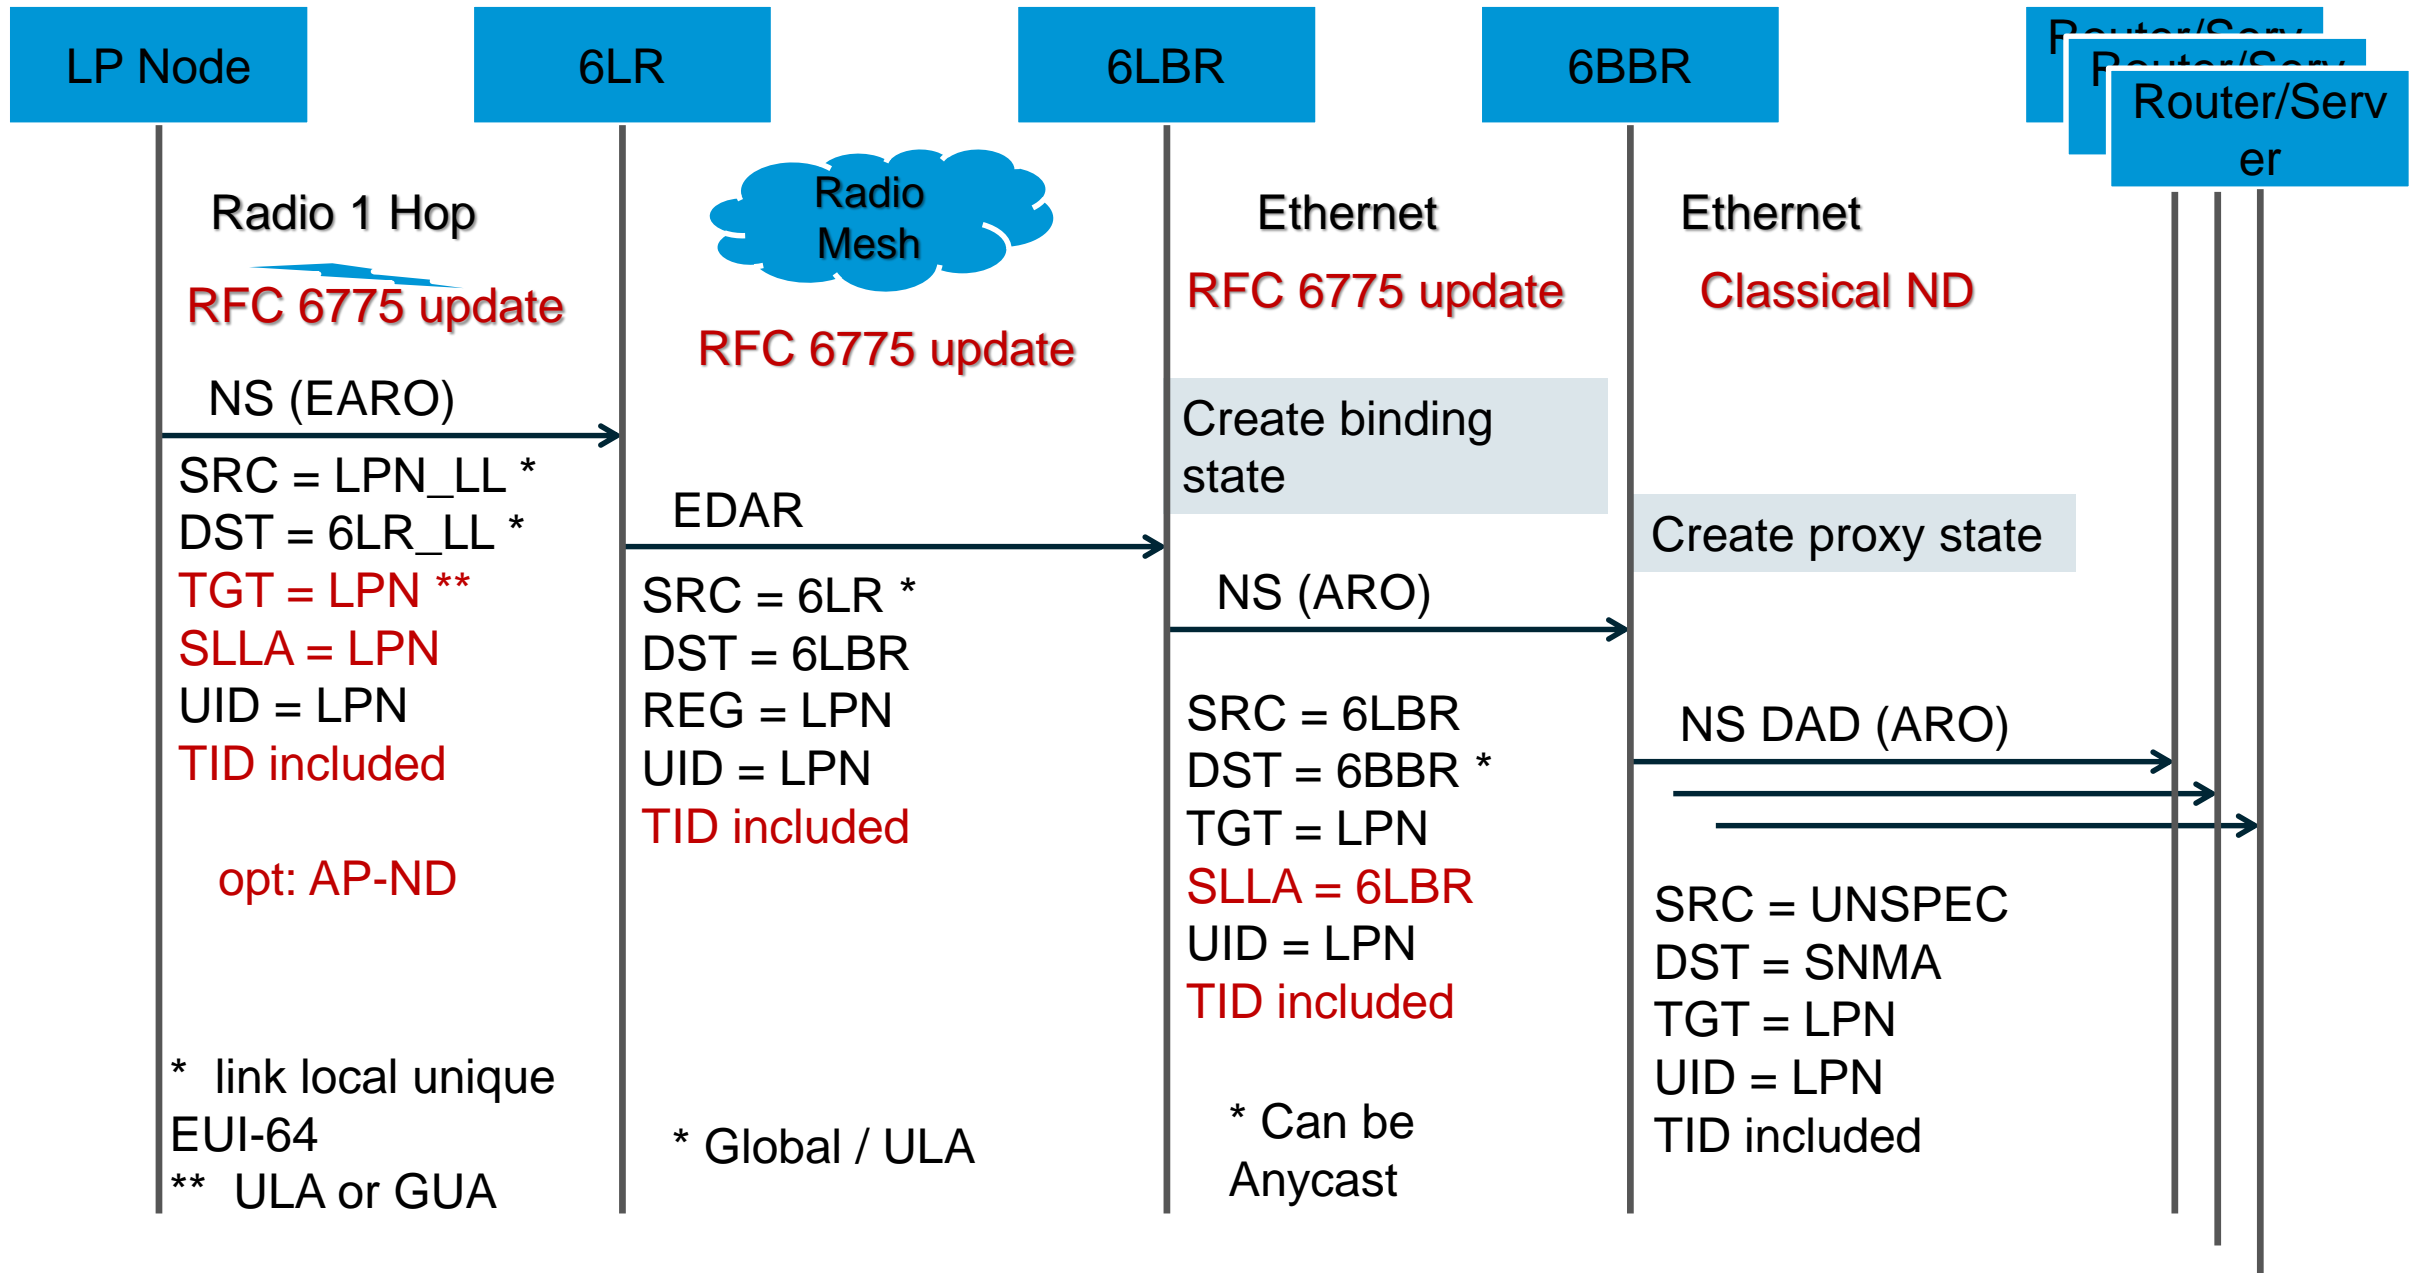 LP Node
6LR
6LBR
6BBR
Router/Serv
Router/Serv
Router/Serv
er
Radio 1 Hop
RFC 6775 update
Radio
Mesh
RFC 6775 update
Ethernet
RFC 6775 update
Ethernet
Classical ND
NS (EARO)
SRC = LPN_LL *
DST = 6LR_LL *
TGT = LPN **
SLLA = LPN
UID = LPN
TID included
opt: AP-ND
* link local unique
EUI-64
** ULA or GUA
EDAR
SRC = 6LR *
DST = 6LBR
REG = LPN
UID = LPN
TID included
* Global / ULA
Create binding
state
NS (ARO)
SRC = 6LBR
DST = 6BBR *
TGT = LPN
SLLA = 6LBR
UID = LPN
TID included
* Can be
Anycast
Create proxy state
NS DAD (ARO)
SRC = UNSPEC
DST = SNMA
TGT = LPN
UID = LPN
TID included